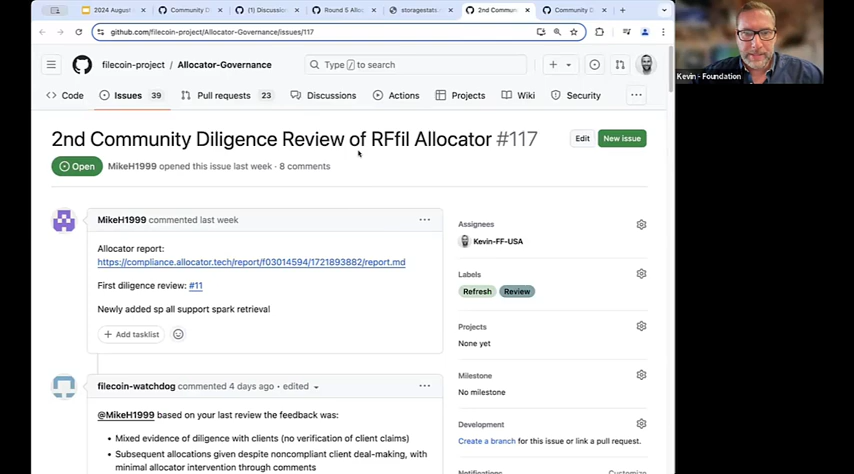 2024 August
Community D
(1) Discussion
Round 5 Alloc
storagestats.
2nd Commun
Community D
github.com/filecoin-project/Allocator-Governance/issues/117
filecoin-project / Allocator-Governance
Type / to search
Kevin - Foundation
Code
Issues 39
Pull requests 23
Discussions
Actions
Projects
Wiki
Security
2nd Community Diligence Review of RFfil Allocator #117
Edit
New issue
Open
MikeH1999 opened this issue last week · 8 comments
MikeH1999 commented last week
Allocator report:
https://compliance.allocator.tech/report/f03014594/1721893882/report.md
First diligence review: #11
Newly added sp all support spark retrieval
Add tasklist
filecoin-watchdog commented 4 days ago · edited
@MikeH1999 based on your last review the feedback was:
• Mixed evidence of diligence with clients (no verification of client claims)
• Subsequent allocations given despite noncompliant client deal-making, with
minimal allocator intervention through comments
Assignees
Kevin-FF-USA
Labels
Refresh Review
Projects
None yet
Milestone
No milestone
Development
Create a branch for this issue or link a pull request.
Notifications
Customize